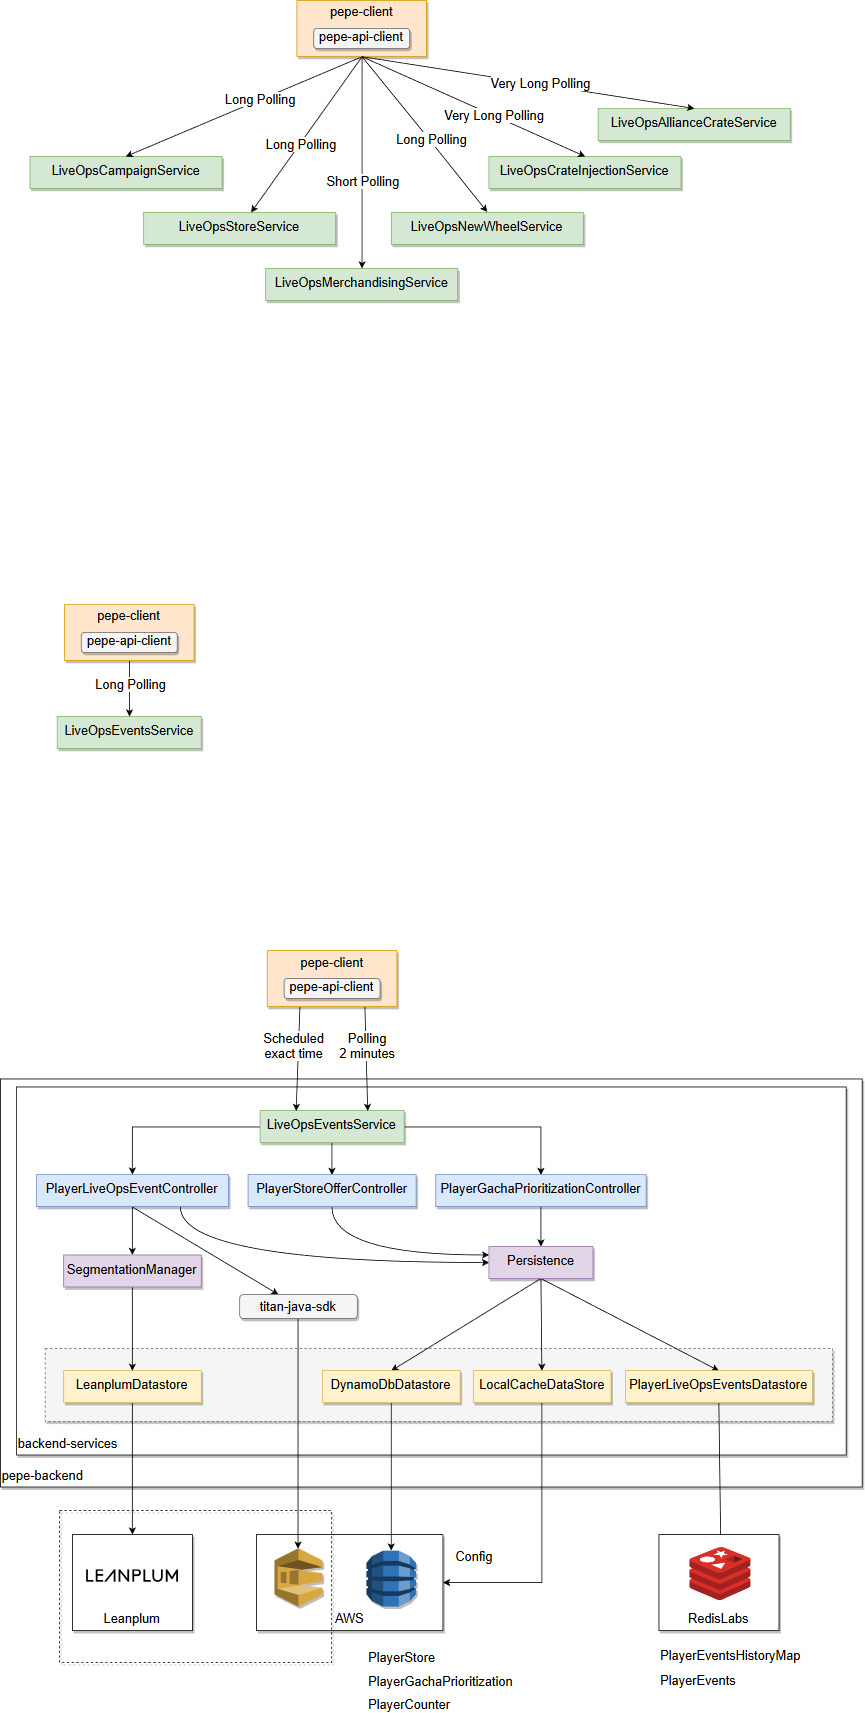 pepe-client
pepe-api-client
Very Long Polling
Long Polling
Very Long Polling
LiveOpsAllianceCrateService
Long Polling
Long Polling
LiveOpsCampaignService
LiveOpsCrateInjectionService
Short Polling
LiveOpsStoreService
LiveOpsNewWheelService
LiveOpsMerchandisingService
pepe-client
pepe-api-client
Long Polling
LiveOpsEventsService
pepe-client
pepe-api-client
Scheduled
exact time
Polling
2 minutes
LiveOpsEventsService
PlayerLiveOpsEventController
PlayerStoreOfferController
PlayerGachaPrioritizationController
SegmentationManager
Persistence
titan-java-sdk
LeanplumDatastore
DynamoDbDatastore
LocalCacheDataStore
PlayerLiveOpsEventsDatastore
backend-services
pepe-backend
Config
LEANPLUM
Leanplum
AWS
RedisLabs
PlayerStore
PlayerGachaPrioritization
PlayerCounter
PlayerEventsHistoryMap
PlayerEvents